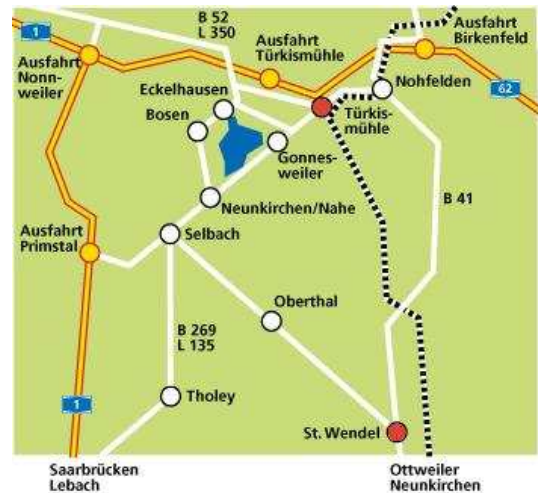 B 52
L 350
1
Ausfahrt
Birkenfeld
Ausfahrt
Türkismühle
Ausfahrt
Nonn-
weiler
Nohfelden
62
Eckelhausen
Türkis-
mühle
Bosen
Gonnes-
weiler
B 41
Neunkirchen/Nahe
Ausfahrt
Primstal
Selbach
Oberthal
B 269
L 135
Tholey
1
St. Wendel
Saarbrücken
Lebach
Ottweiler
Neunkirchen